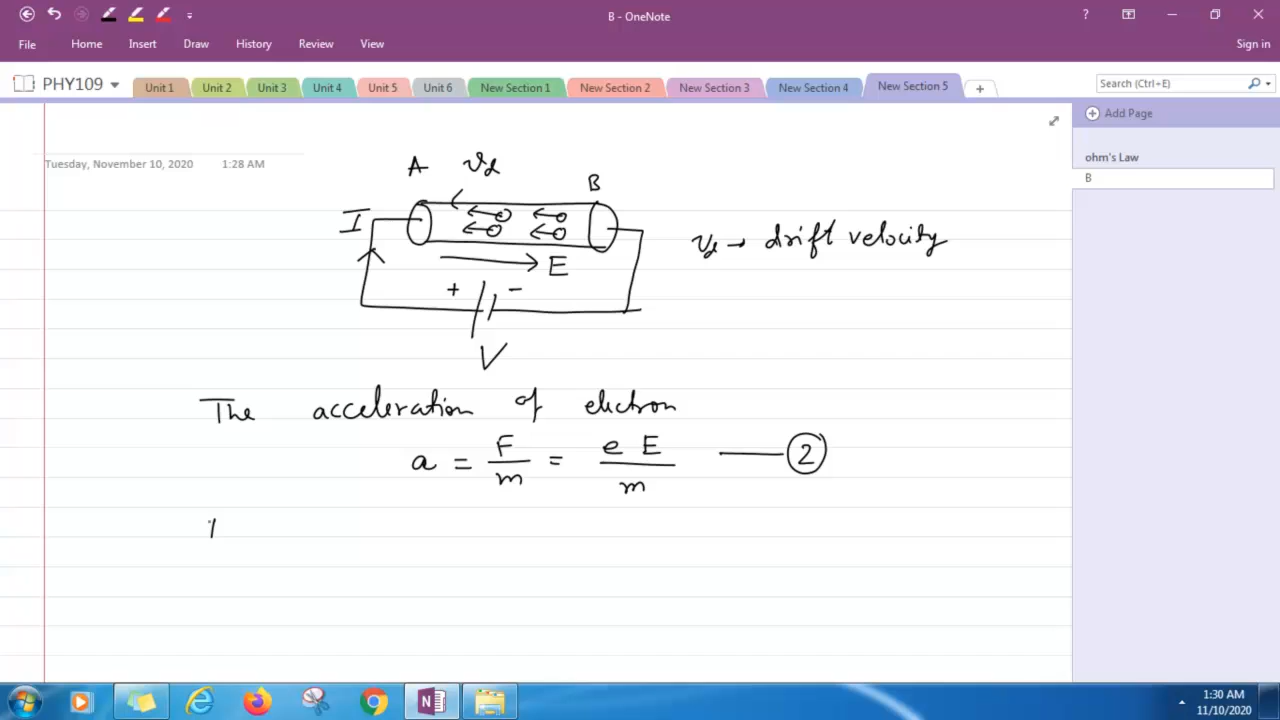 B - OneNote
File Home Insert Draw History Review View Sign in
PHY109 Unit 1 Unit 2 Unit 3 Unit 4 Unit 5 Unit 6 New Section 1 New Section 2 New Section 3 New Section 4 New Section 5 Search (Ctrl+E)
Add Page
Tuesday, November 10, 2020 1:28 AM
ohm's Law
B
A vd
B
I
E
+ -
V
vd → drift velocity
The acceleration of electron
a = F/m = e E/m —— 2
1:30 AM
11/10/2020